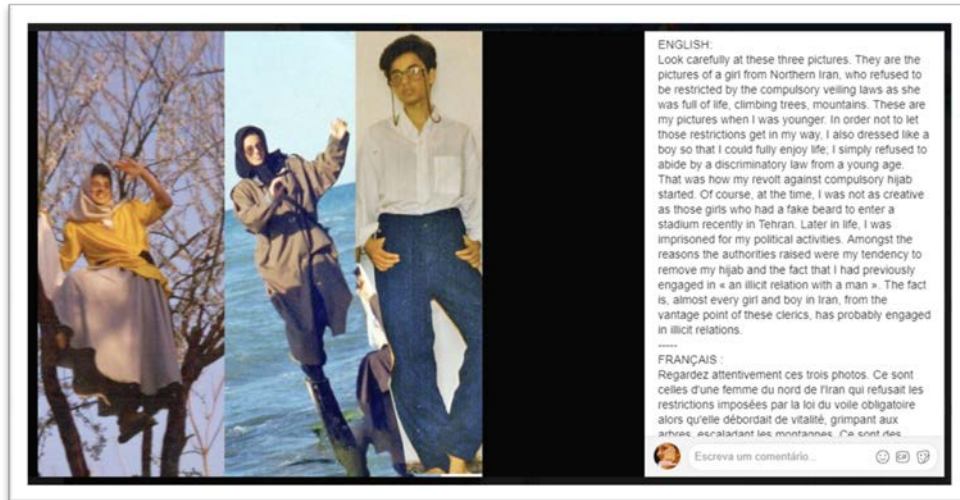 ENGLISH:
Look carefully at these three pictures. They are the
pictures of a girl from Northern Iran, who refused to
be restricted by the compulsory veiling laws as she
was full of life, climbing trees, mountains. These are
my pictures when I was younger. In order not to let
those restrictions get in my way, I also dressed like a
boy so that I could fully enjoy life; I simply refused to
abide by a discriminatory law from a young age.
That was how my revolt against compulsory hijab
started. Of course, at the time, I was not as creative
as those girls who had a fake beard to enter a
stadium recently in Tehran. Later in life, I was
imprisoned for my political activities. Amongst the
reasons the authorities raised were my tendency to
remove my hijab and the fact that I had previously
engaged in « an illicit relation with a man ». The fact
is, almost every girl and boy in Iran, from the
vantage point of these clerics, has probably engaged
in illicit relations.
-----
FRANÇAIS :
Regardez attentivement ces trois photos. Ce sont
celles d'une femme du nord de l'Iran qui refusait les
restrictions imposées par la loi du voile obligatoire
alors qu'elle débordait de vitalité, grimpant aux
arbres, escaladant les montagnes. Ce sont des
Escreva um comentário...